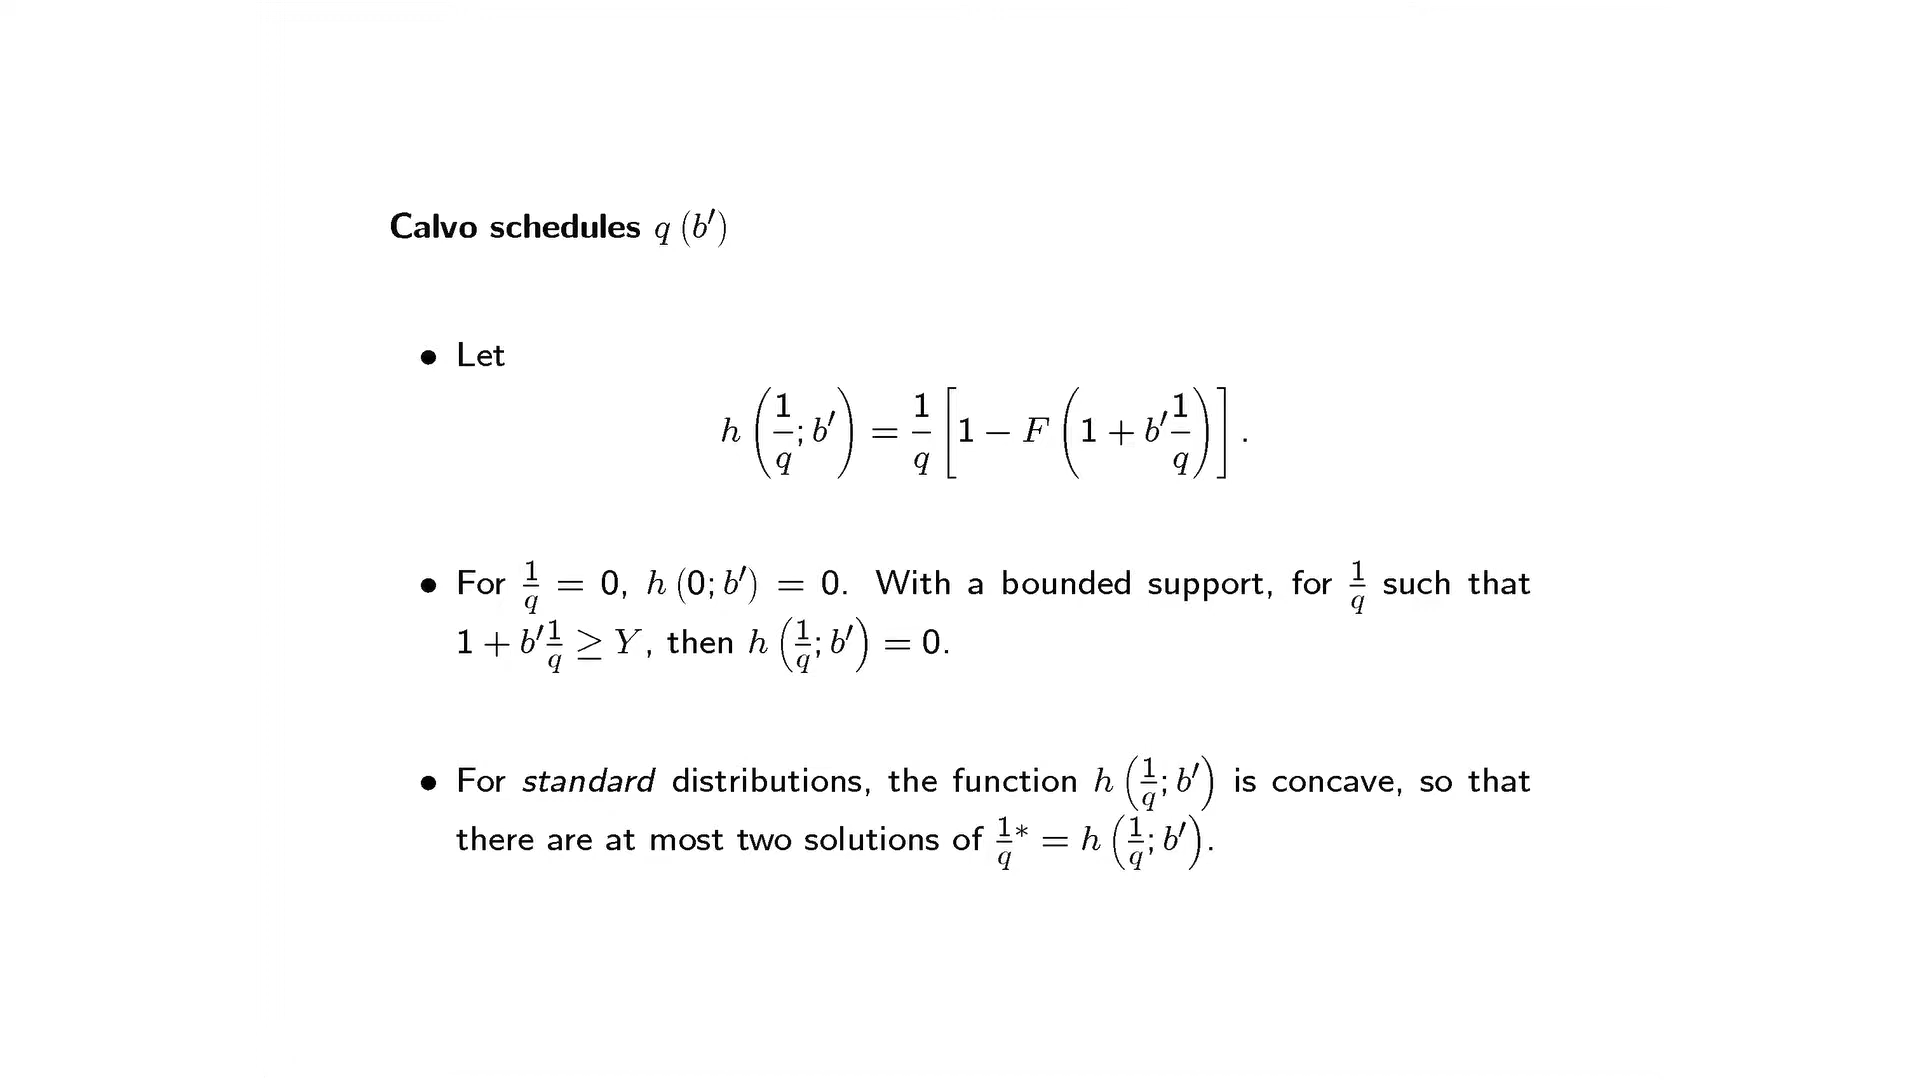 Calvo schedules q (b′)
• Let
h (1/q; b′) = 1/q [1 − F (1 + b′ 1/q)] .
• For 1/q = 0, h (0; b′) = 0. With a bounded support, for 1/q such that
1 + b′ 1/q ≥ Y, then h (1/q; b′) = 0.
• For standard distributions, the function h (1/q; b′) is concave, so that
there are at most two solutions of 1/q* = h (1/q; b′).